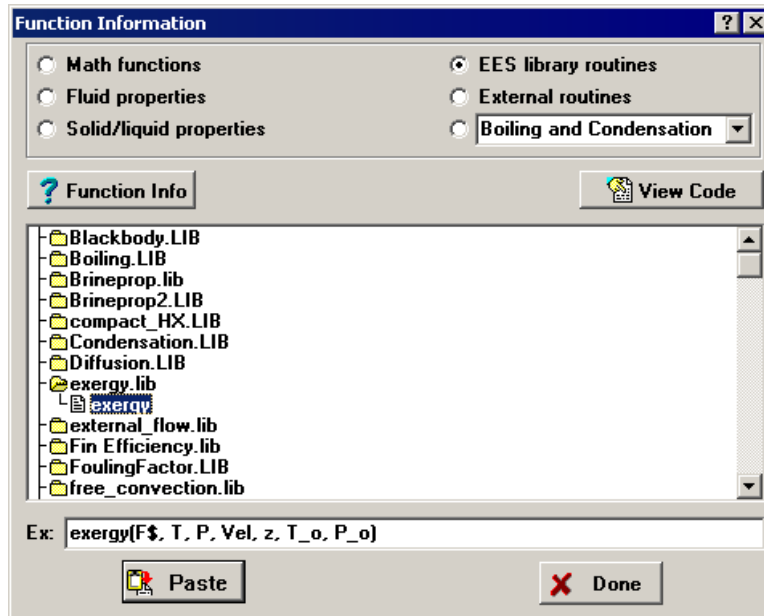 Function Information
Math functions
EES library routines
Fluid properties
External routines
Solid/liquid properties
Boiling and Condensation
? Function Info
View Code
Blackbody.LIB
Boiling.LIB
Brineprop.lib
Brineprop2.LIB
compact_HX.LIB
Condensation.LIB
Diffusion.LIB
exergy.lib
exergy
external_flow.lib
Fin Efficiency.lib
FoulingFactor.LIB
free_convection.lib
Ex: exergy(F$, T, P, Vel, z, T_o, P_o)
Paste
Done